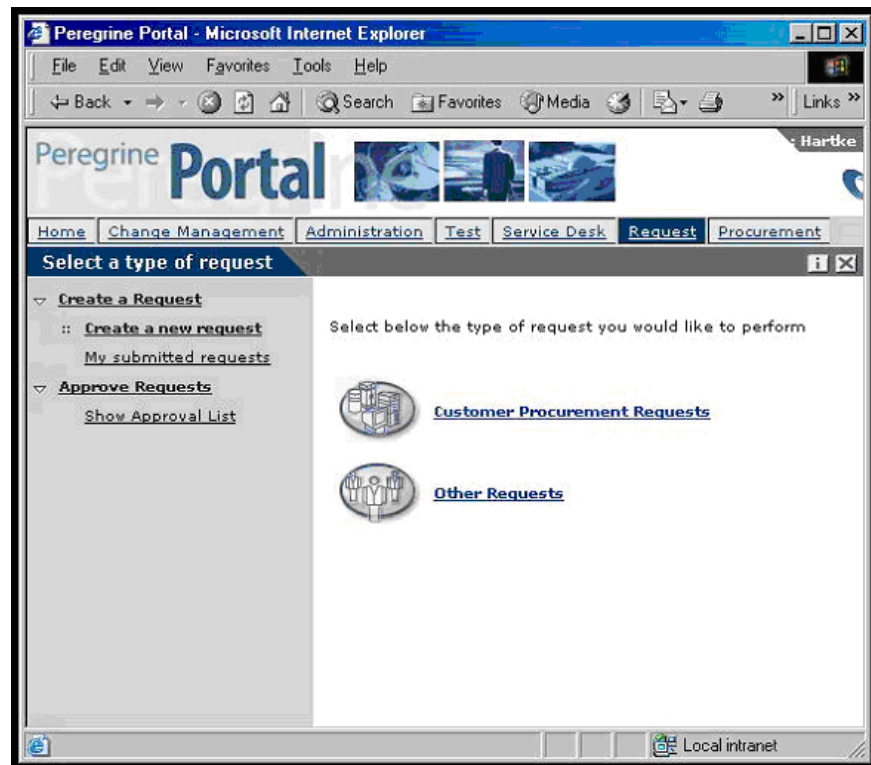 Peregrine Portal - Microsoft Internet Explorer
File Edit View Favorites Tools Help
Back Search Favorites Media » Links »
Peregrine Portal
: Hartke
Home Change Management Administration Test Service Desk Request Procurement
Select a type of request
Create a Request
:: Create a new request
My submitted requests
Approve Requests
Show Approval List
Select below the type of request you would like to perform
Customer Procurement Requests
Other Requests
Local intranet